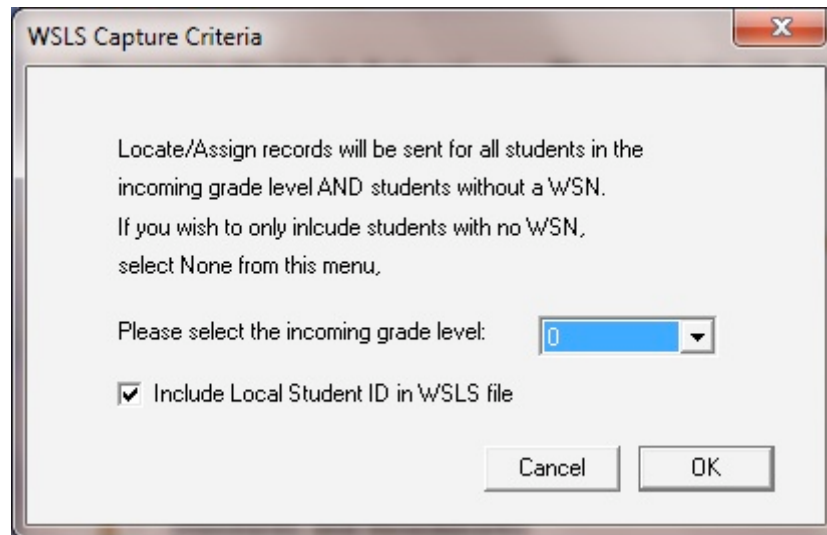 WSLS Capture Criteria
Locate/Assign records will be sent for all students in the
incoming grade level AND students without a WSN.
If you wish to only inlcude students with no WSN,
select None from this menu,
Please select the incoming grade level: 0
Include Local Student ID in WSLS file
Cancel OK